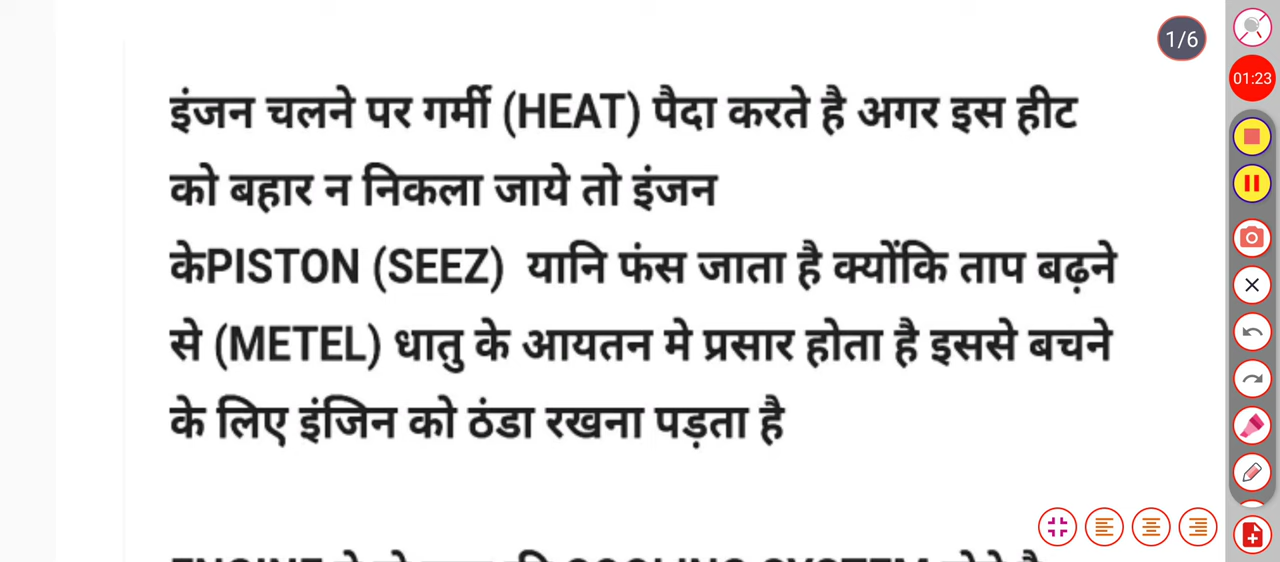 1/6
01:23
इंजन चलने पर गर्मी (HEAT) पैदा करते है अगर इस हीट
को बहार न निकला जाये तो इंजन
केPISTON (SEEZ) यानि फंस जाता है क्योंकि ताप बढ़ने
से (METEL) धातु के आयतन मे प्रसार होता है इससे बचने
के लिए इंजिन को ठंडा रखना पड़ता है